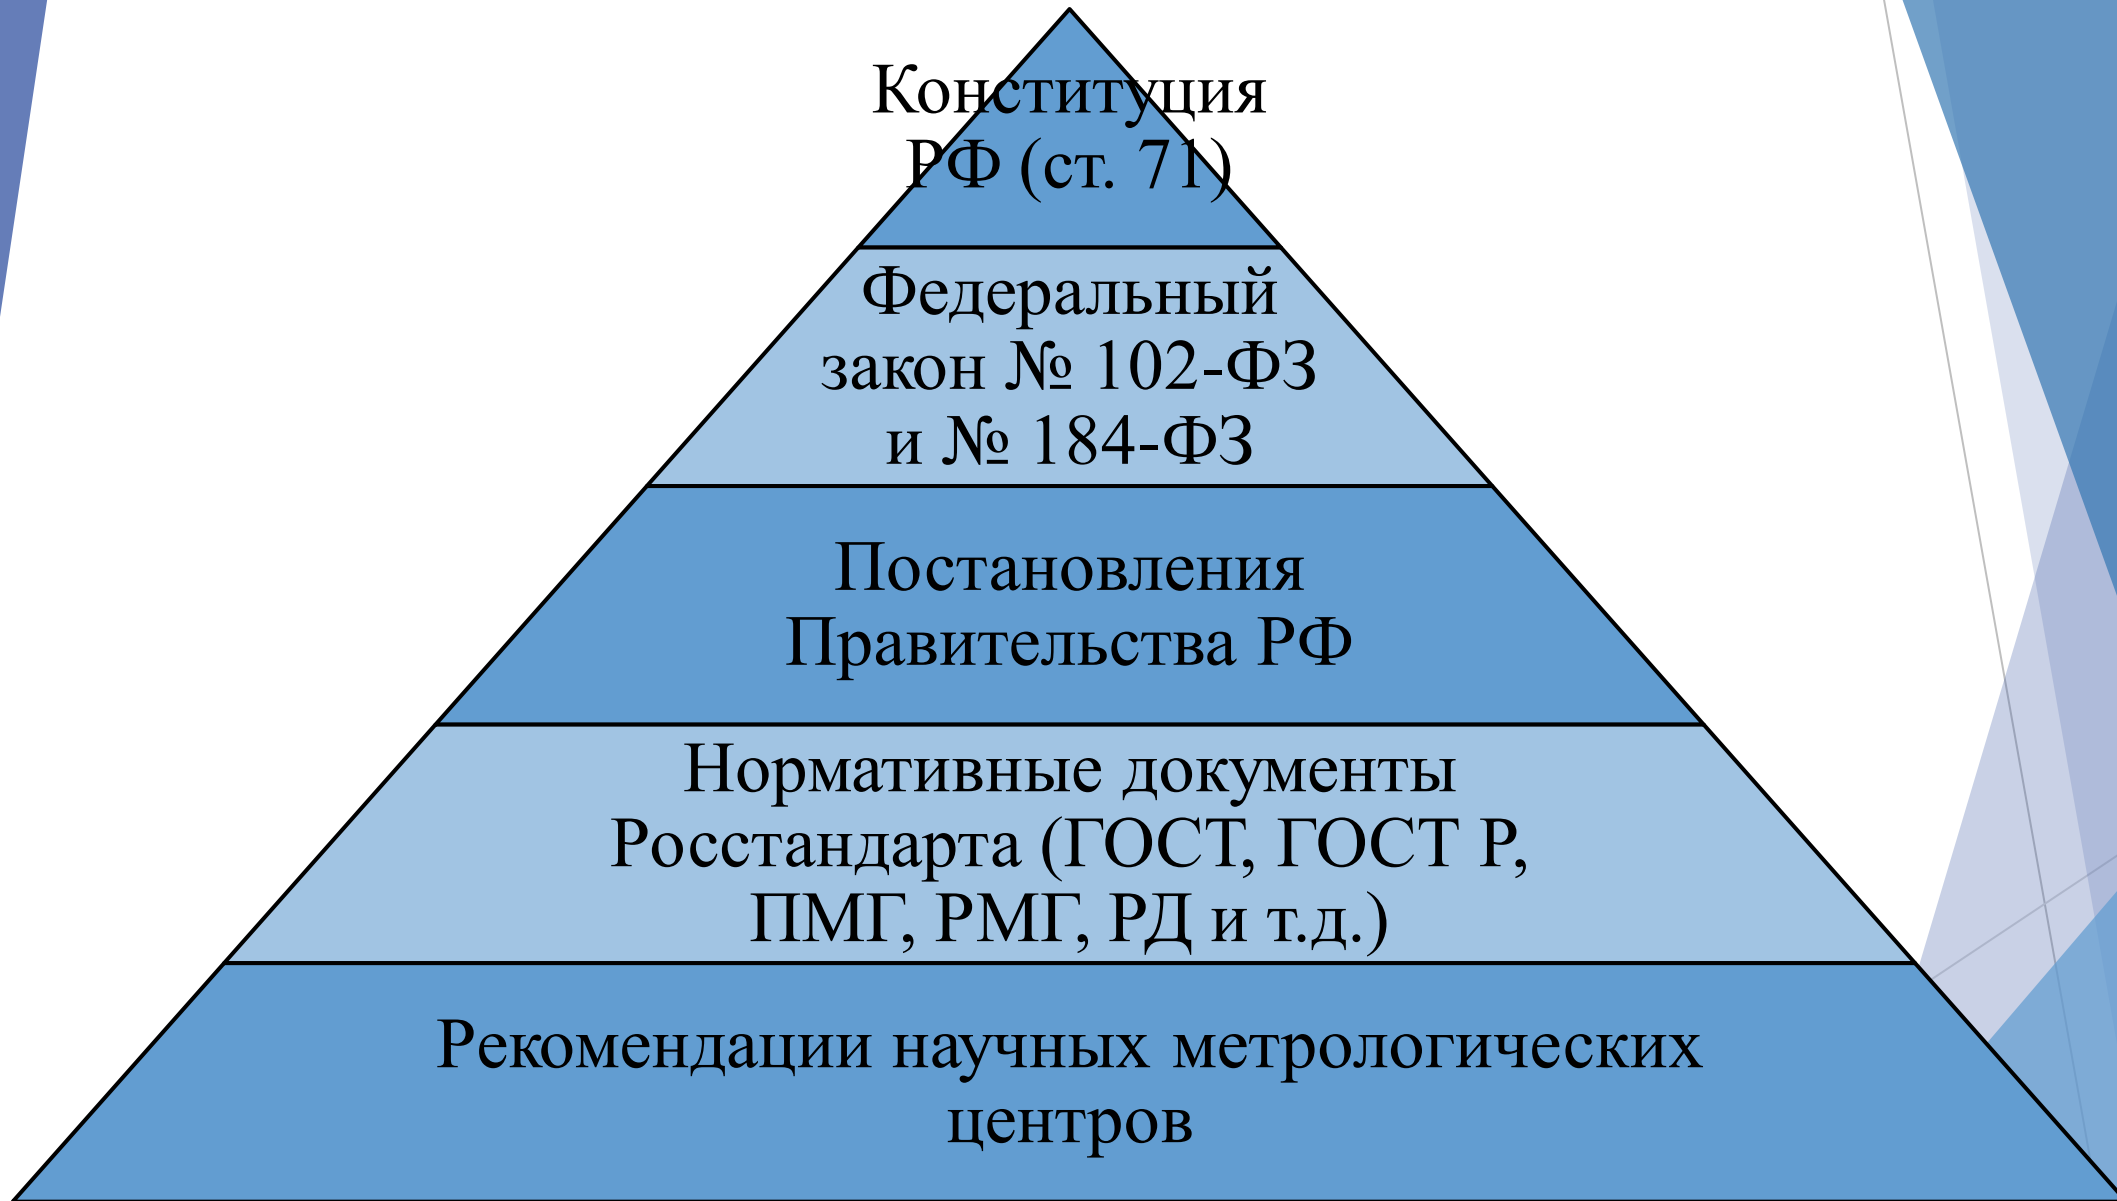 Конституция
РФ (ст. 71)
Федеральный
закон № 102-ФЗ
и № 184-ФЗ
Постановления
Правительства РФ
Нормативные документы
Росстандарта (ГОСТ, ГОСТ Р,
ПМГ, РМГ, РД и т.д.)
Рекомендации научных метрологических
центров